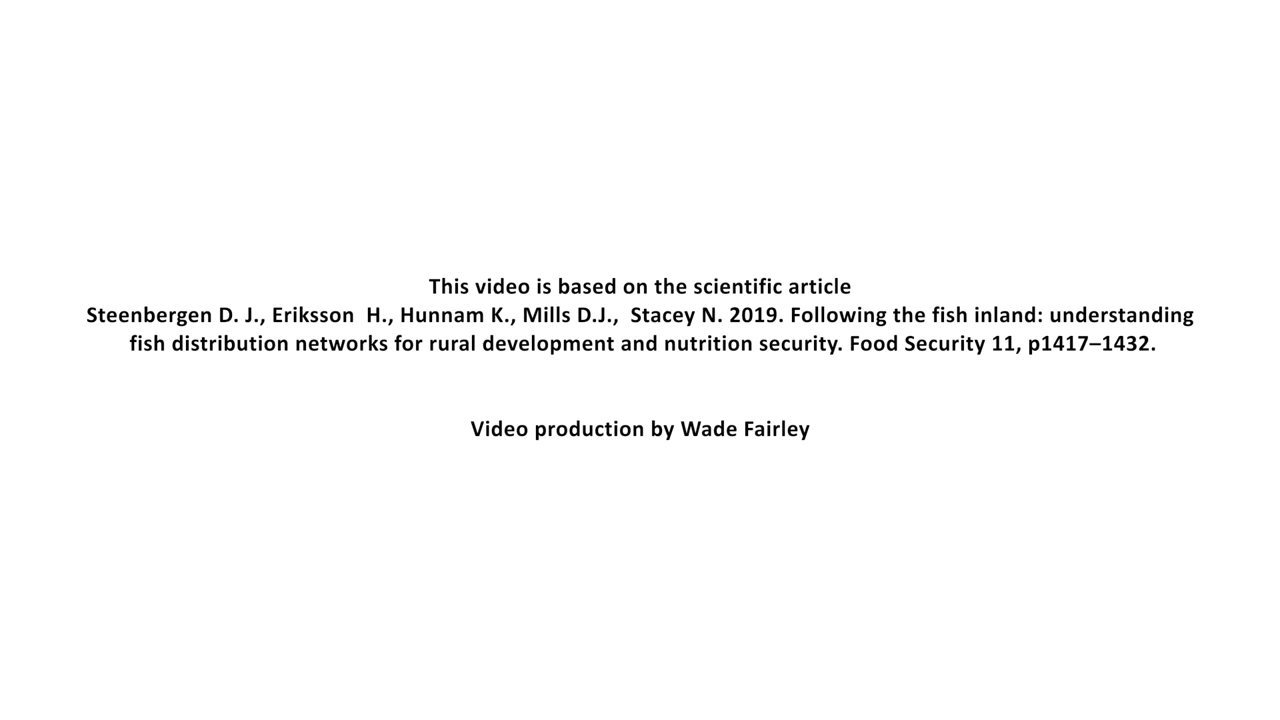 This video is based on the scientific article
Steenbergen D. J., Eriksson  H., Hunnam K., Mills D.J.,  Stacey N. 2019. Following the fish inland: understanding
fish distribution networks for rural development and nutrition security. Food Security 11, p1417–1432.
Video production by Wade Fairley